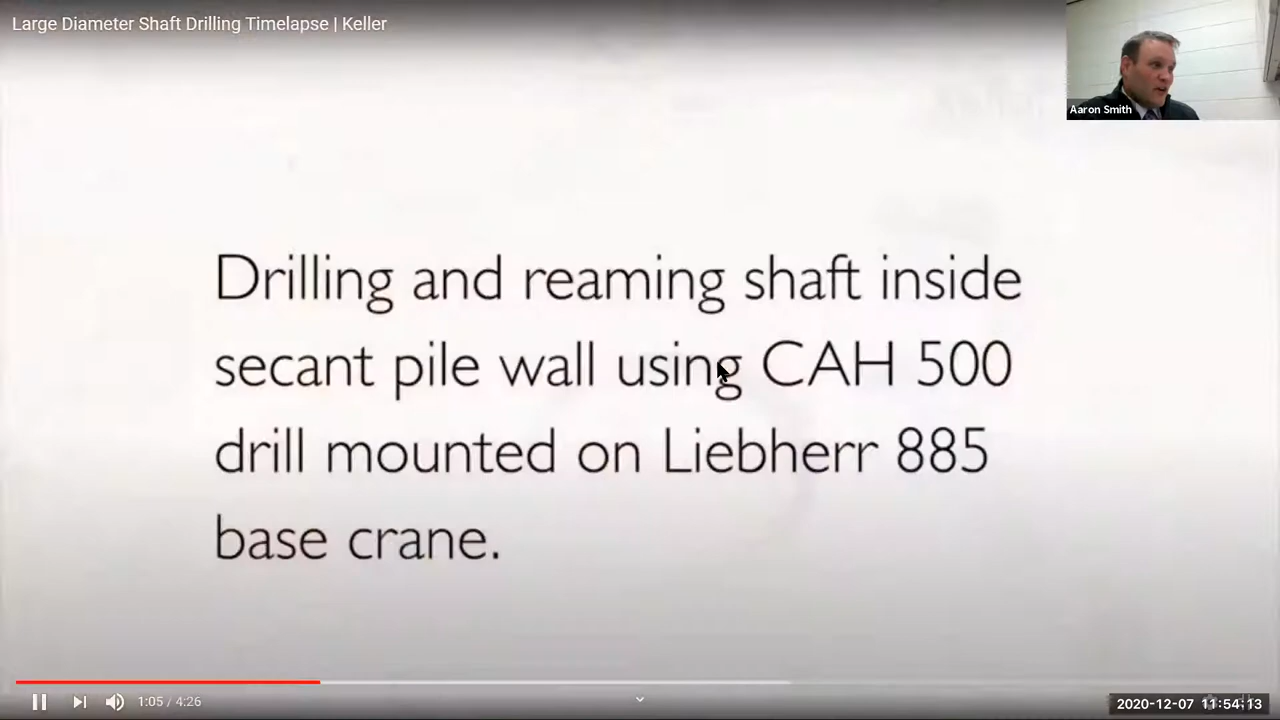 Large Diameter Shaft Drilling Timelapse | Keller
Aaron Smith
Drilling and reaming shaft inside
secant pile wall using CAH 500
drill mounted on Liebherr 885
base crane.
1:05 / 4:26
2020-12-07 11:54:13